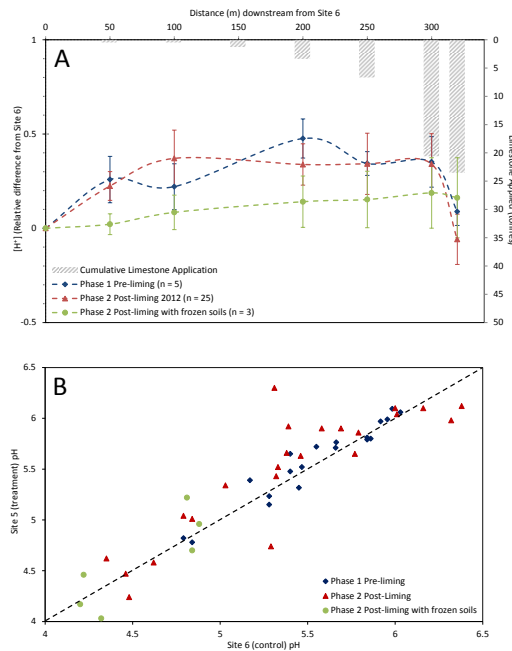 Distance (m) downstream from Site 6
0 50 100 150 200 250 300
1
0.5
0
-0.5
[H⁺] (Relative difference from Site 6)
A
0
5
10
15
20
25
30
35
40
45
50
Limestone Applied (tonnes)
Cumulative Limestone Application
Phase 1 Pre-liming (n = 5)
Phase 2 Post-liming 2012 (n = 25)
Phase 2 Post-liming with frozen soils (n = 3)
B
6.5
6
5.5
5
4.5
4
Site 5 (treatment) pH
Phase 1 Pre-liming
Phase 2 Post-Liming
Phase 2 Post-liming with frozen soils
4 4.5 5 5.5 6 6.5
Site 6 (control) pH